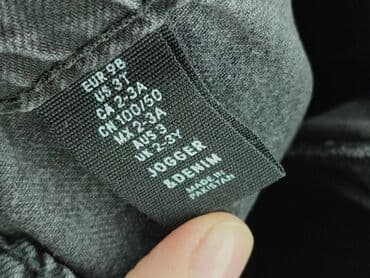 EUR 98
US 3T
CA 2-3A
CN 100/50
MX 2-3A
AUS 3
UK 2-3Y
JOGGER
&DENIM
MADE IN
PAKISTAN